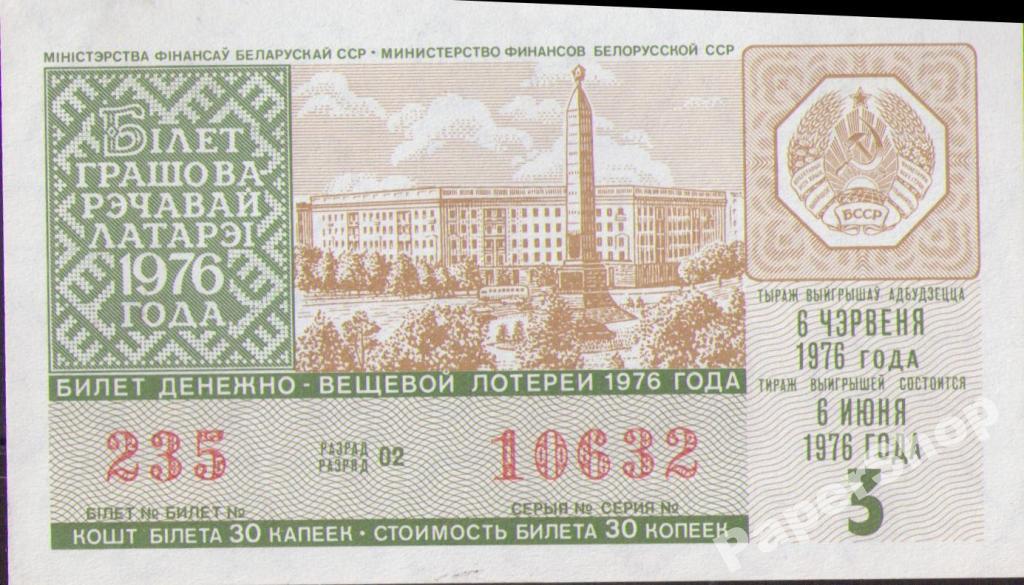 МІНІСТЭРСТВА ФІНАНСАЎ БЕЛАРУСКАЙ ССР • МИНИСТЕРСТВО ФИНАНСОВ БЕЛОРУССКОЙ ССР
БІЛЕТ
ГРАШОВА-
РЭЧАВАЙ
ЛАТАРЭІ
1976
ГОДА
БССР
ТЫРАЖ ВЫЙГРЫШАЎ АДБУДЗЕЦЦА
6 ЧЭРВЕНЯ
1976 ГОДА
ТИРАЖ ВЫИГРЫШЕЙ СОСТОИТСЯ
6 ИЮНЯ
1976 ГОДА
3
БИЛЕТ ДЕНЕЖНО - ВЕЩЕВОЙ ЛОТЕРЕИ 1976 ГОДА
235 РАЗРАД 02 10632
РАЗРЯД
БІЛЕТ № БИЛЕТ № СЕРЫЯ № СЕРИЯ №
КОШТ БІЛЕТА 30 КАПЕЕК • СТОИМОСТЬ БИЛЕТА 30 КОПЕЕК
PaperShop